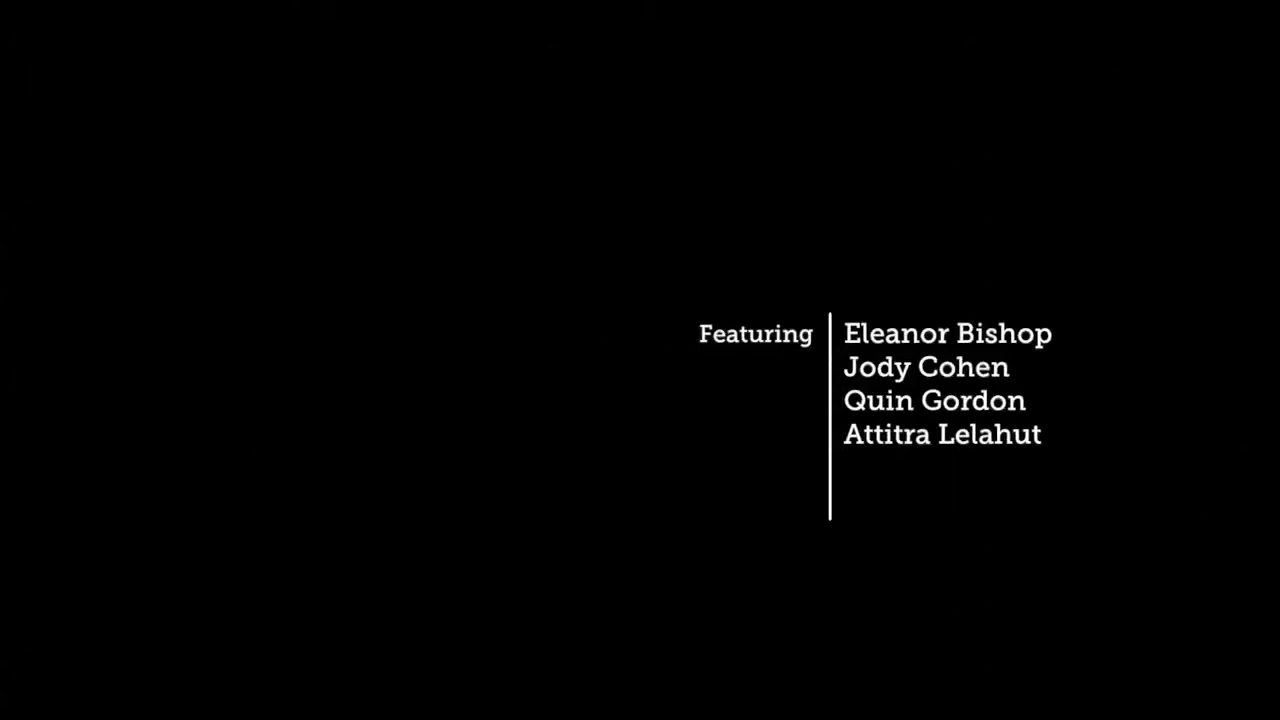 Featuring
Eleanor Bishop
Jody Cohen
Quin Gordon
Attitra Lelahut